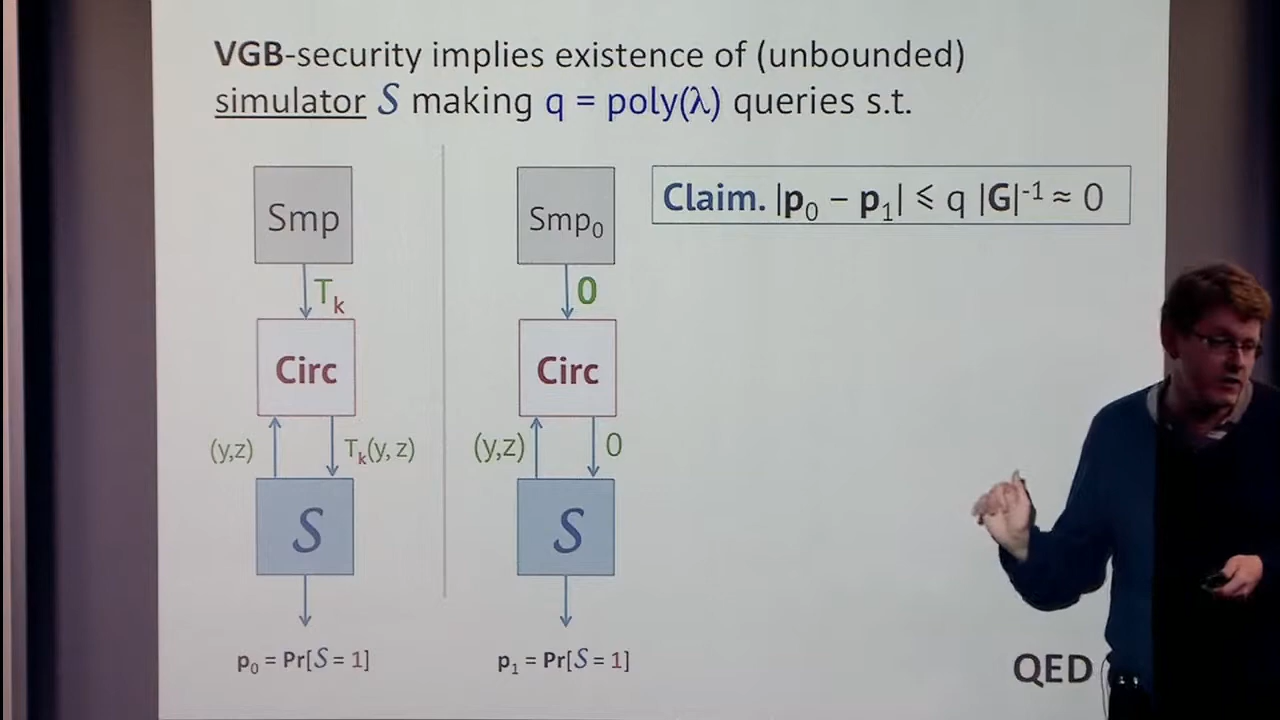 VGB-security implies existence of (unbounded)
simulator S making q = poly(λ) queries s.t.
Claim. |p₀ − p₁| ⩽ q |G|⁻¹ ≈ 0
Smp
Smp₀
Tₖ
0
Circ
Circ
(y,z)
Tₖ(y, z)
(y,z)
0
S
S
p₀ = Pr[S = 1]
p₁ = Pr[S = 1]
QED